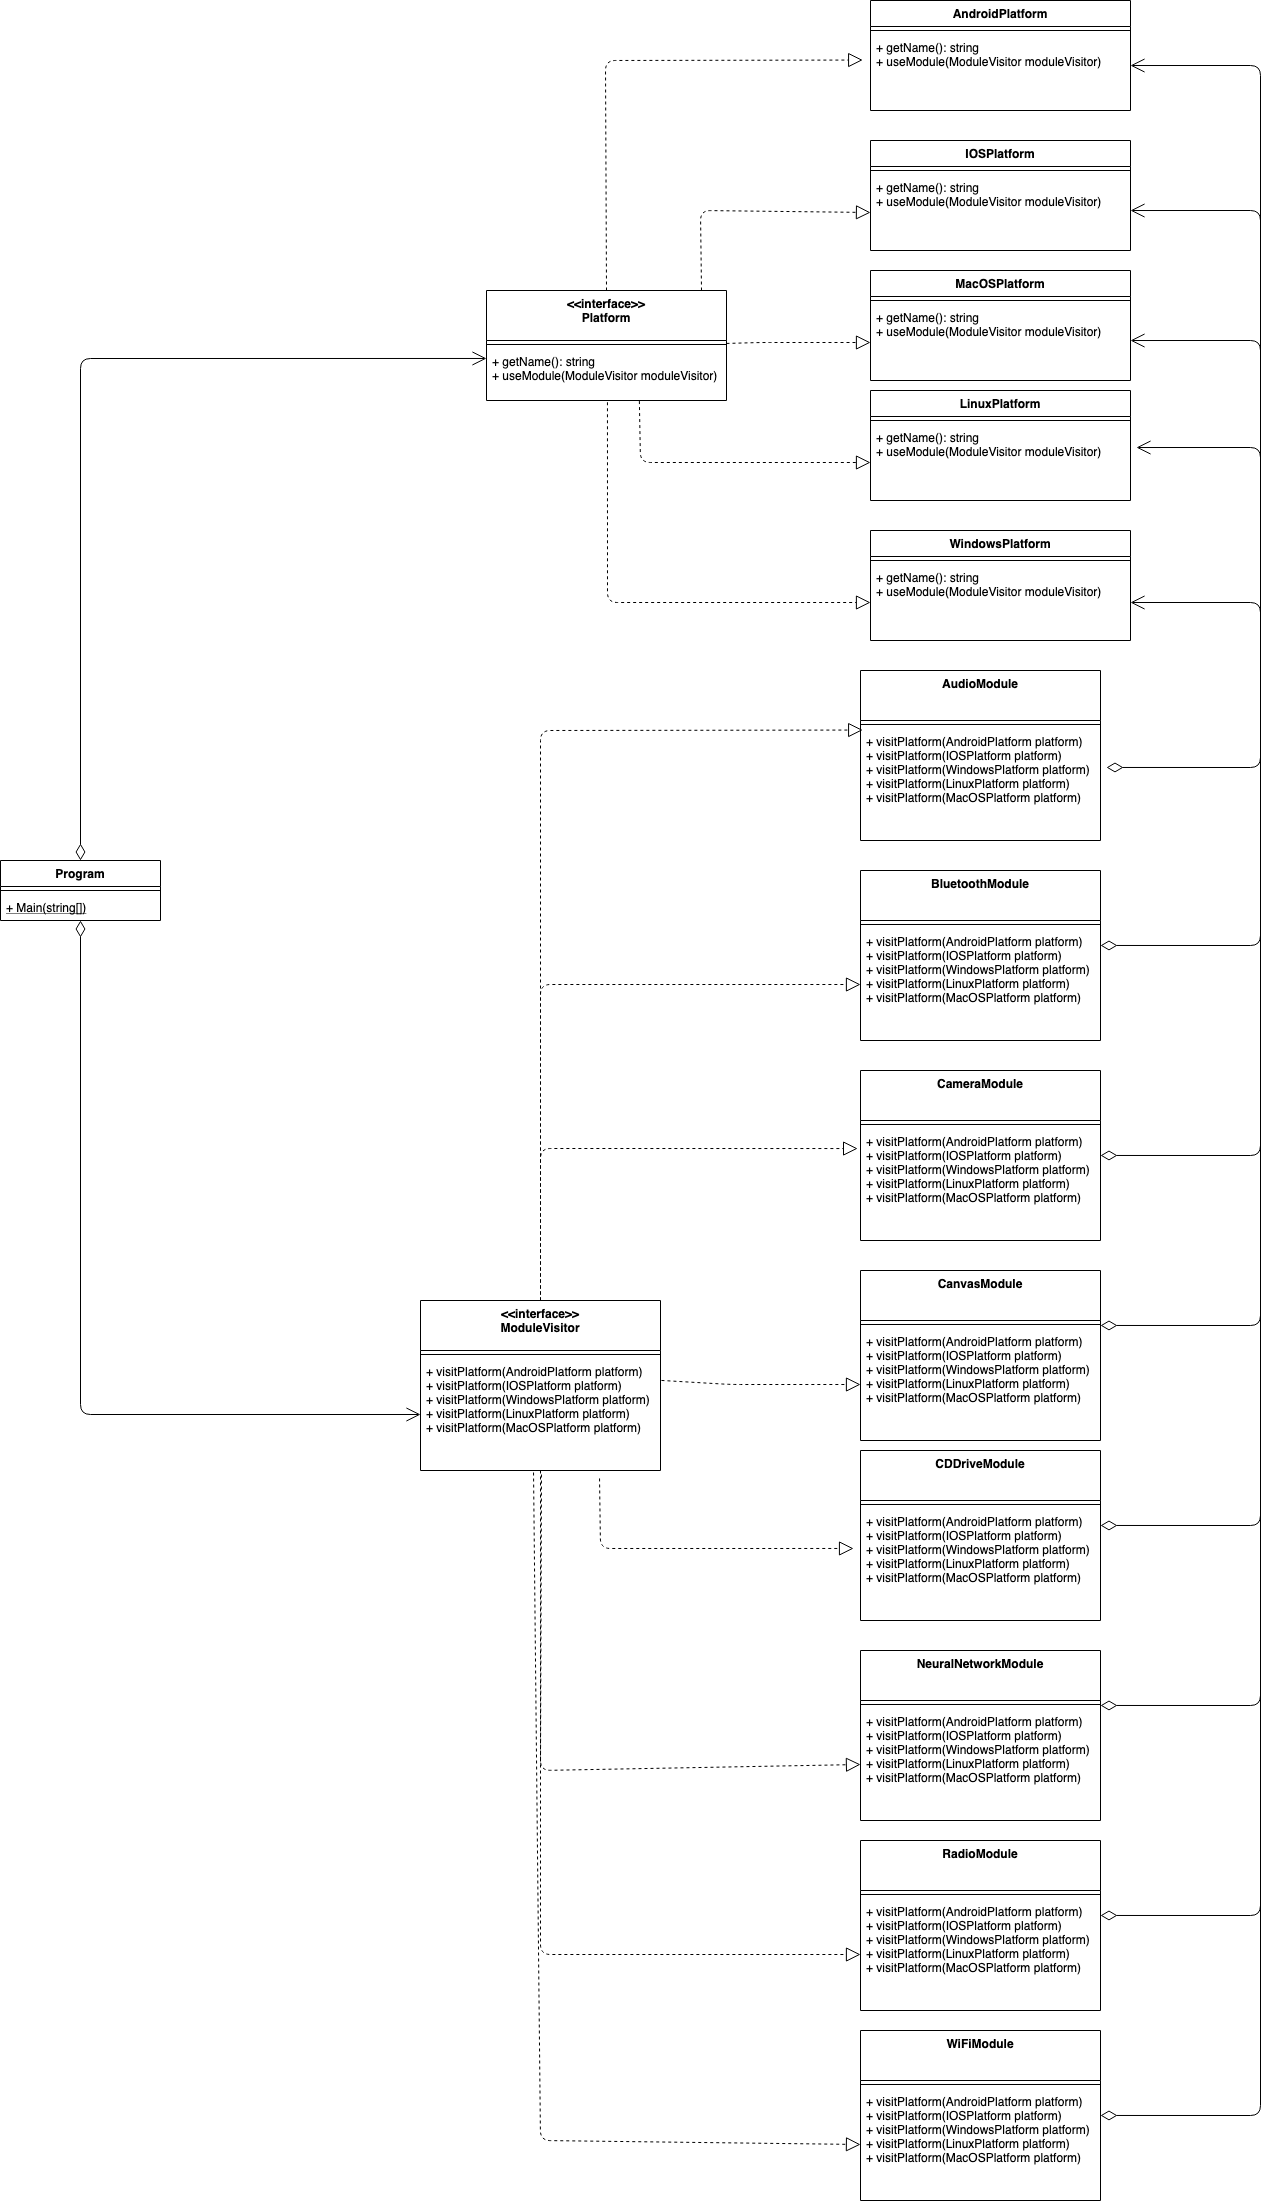 AndroidPlatform
+ getName(): string
+ useModule(ModuleVisitor moduleVisitor)
IOSPlatform
+ getName(): string
+ useModule(ModuleVisitor moduleVisitor)
MacOSPlatform
+ getName(): string
+ useModule(ModuleVisitor moduleVisitor)
<<interface>>
Platform
+ getName(): string
+ useModule(ModuleVisitor moduleVisitor)
LinuxPlatform
+ getName(): string
+ useModule(ModuleVisitor moduleVisitor)
WindowsPlatform
+ getName(): string
+ useModule(ModuleVisitor moduleVisitor)
AudioModule
+ visitPlatform(AndroidPlatform platform)
+ visitPlatform(IOSPlatform platform)
+ visitPlatform(WindowsPlatform platform)
+ visitPlatform(LinuxPlatform platform)
+ visitPlatform(MacOSPlatform platform)
Program
+ Main(string[])
BluetoothModule
+ visitPlatform(AndroidPlatform platform)
+ visitPlatform(IOSPlatform platform)
+ visitPlatform(WindowsPlatform platform)
+ visitPlatform(LinuxPlatform platform)
+ visitPlatform(MacOSPlatform platform)
CameraModule
+ visitPlatform(AndroidPlatform platform)
+ visitPlatform(IOSPlatform platform)
+ visitPlatform(WindowsPlatform platform)
+ visitPlatform(LinuxPlatform platform)
+ visitPlatform(MacOSPlatform platform)
CanvasModule
+ visitPlatform(AndroidPlatform platform)
+ visitPlatform(IOSPlatform platform)
+ visitPlatform(WindowsPlatform platform)
+ visitPlatform(LinuxPlatform platform)
+ visitPlatform(MacOSPlatform platform)
<<interface>>
ModuleVisitor
+ visitPlatform(AndroidPlatform platform)
+ visitPlatform(IOSPlatform platform)
+ visitPlatform(WindowsPlatform platform)
+ visitPlatform(LinuxPlatform platform)
+ visitPlatform(MacOSPlatform platform)
CDDriveModule
+ visitPlatform(AndroidPlatform platform)
+ visitPlatform(IOSPlatform platform)
+ visitPlatform(WindowsPlatform platform)
+ visitPlatform(LinuxPlatform platform)
+ visitPlatform(MacOSPlatform platform)
NeuralNetworkModule
+ visitPlatform(AndroidPlatform platform)
+ visitPlatform(IOSPlatform platform)
+ visitPlatform(WindowsPlatform platform)
+ visitPlatform(LinuxPlatform platform)
+ visitPlatform(MacOSPlatform platform)
RadioModule
+ visitPlatform(AndroidPlatform platform)
+ visitPlatform(IOSPlatform platform)
+ visitPlatform(WindowsPlatform platform)
+ visitPlatform(LinuxPlatform platform)
+ visitPlatform(MacOSPlatform platform)
WiFiModule
+ visitPlatform(AndroidPlatform platform)
+ visitPlatform(IOSPlatform platform)
+ visitPlatform(WindowsPlatform platform)
+ visitPlatform(LinuxPlatform platform)
+ visitPlatform(MacOSPlatform platform)